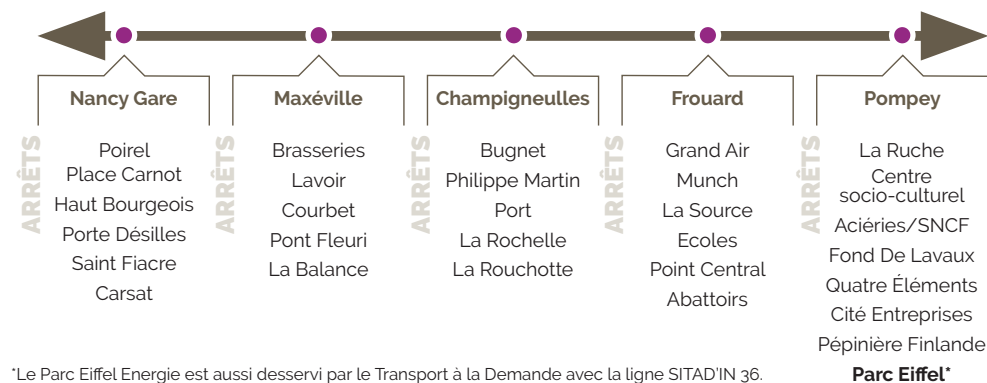 Nancy Gare
ARRÊTS
Poirel
Place Carnot
Haut Bourgeois
Porte Désilles
Saint Fiacre
Carsat
Maxéville
ARRÊTS
Brasseries
Lavoir
Courbet
Pont Fleuri
La Balance
Champigneulles
ARRÊTS
Bugnet
Philippe Martin
Port
La Rochelle
La Rouchotte
Frouard
ARRÊTS
Grand Air
Munch
La Source
Ecoles
Point Central
Abattoirs
Pompey
ARRÊTS
La Ruche
Centre
socio-culturel
Aciéries/SNCF
Fond De Lavaux
Quatre Éléments
Cité Entreprises
Pépinière Finlande
Parc Eiffel*
*Le Parc Eiffel Energie est aussi desservi par le Transport à la Demande avec la ligne SITAD'IN 36.